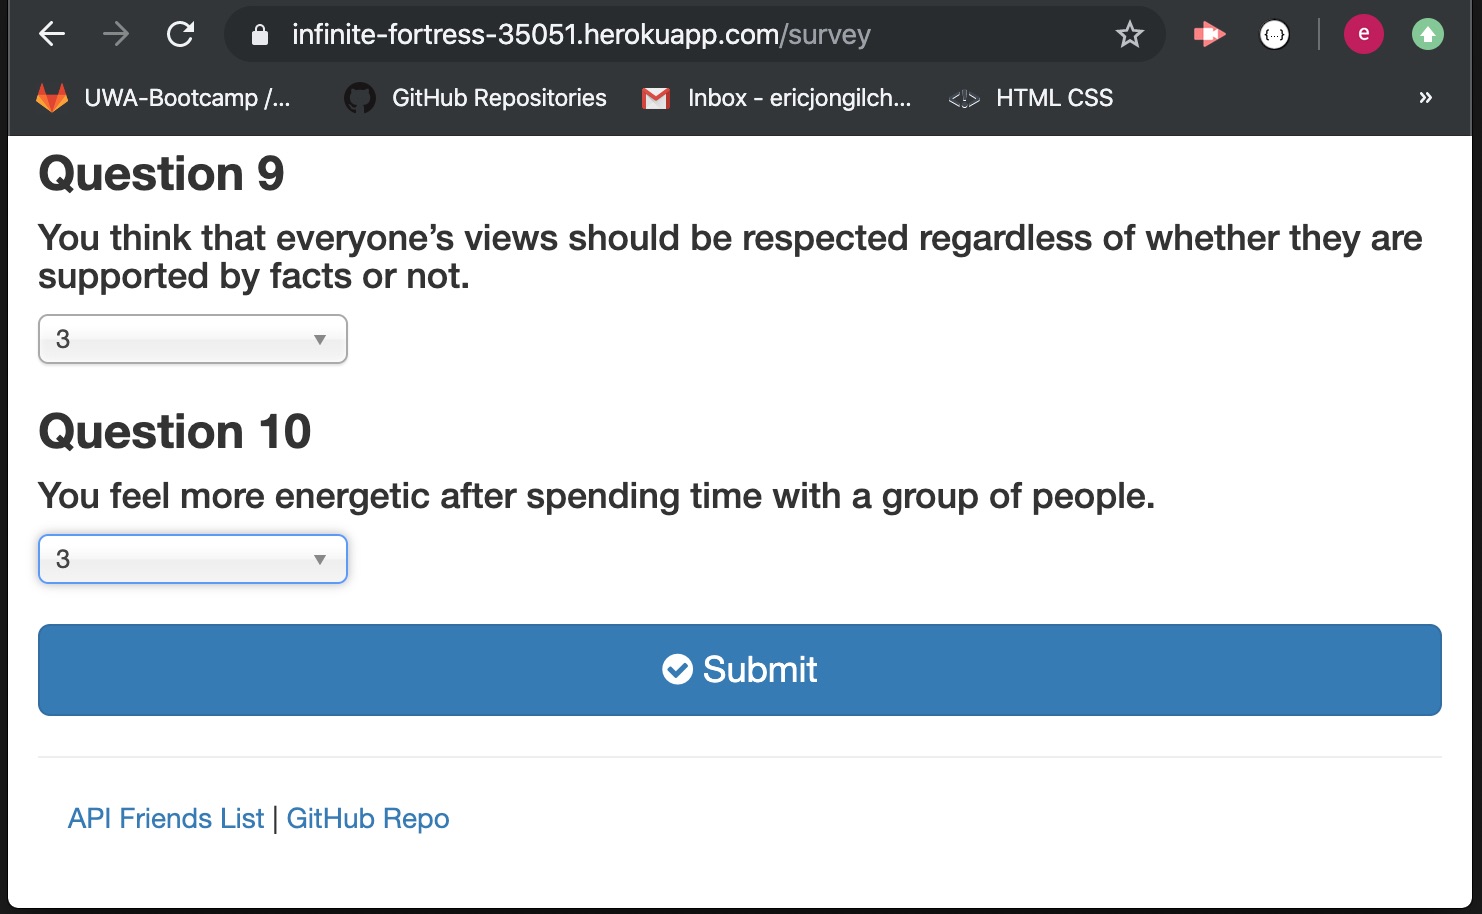 infinite-fortress-35051.herokuapp.com/survey
{...}
e
UWA-Bootcamp /... GitHub Repositories Inbox - ericjongilch... HTML CSS »
Question 9
You think that everyone’s views should be respected regardless of whether they are
supported by facts or not.
3
Question 10
You feel more energetic after spending time with a group of people.
3
Submit
API Friends List | GitHub Repo